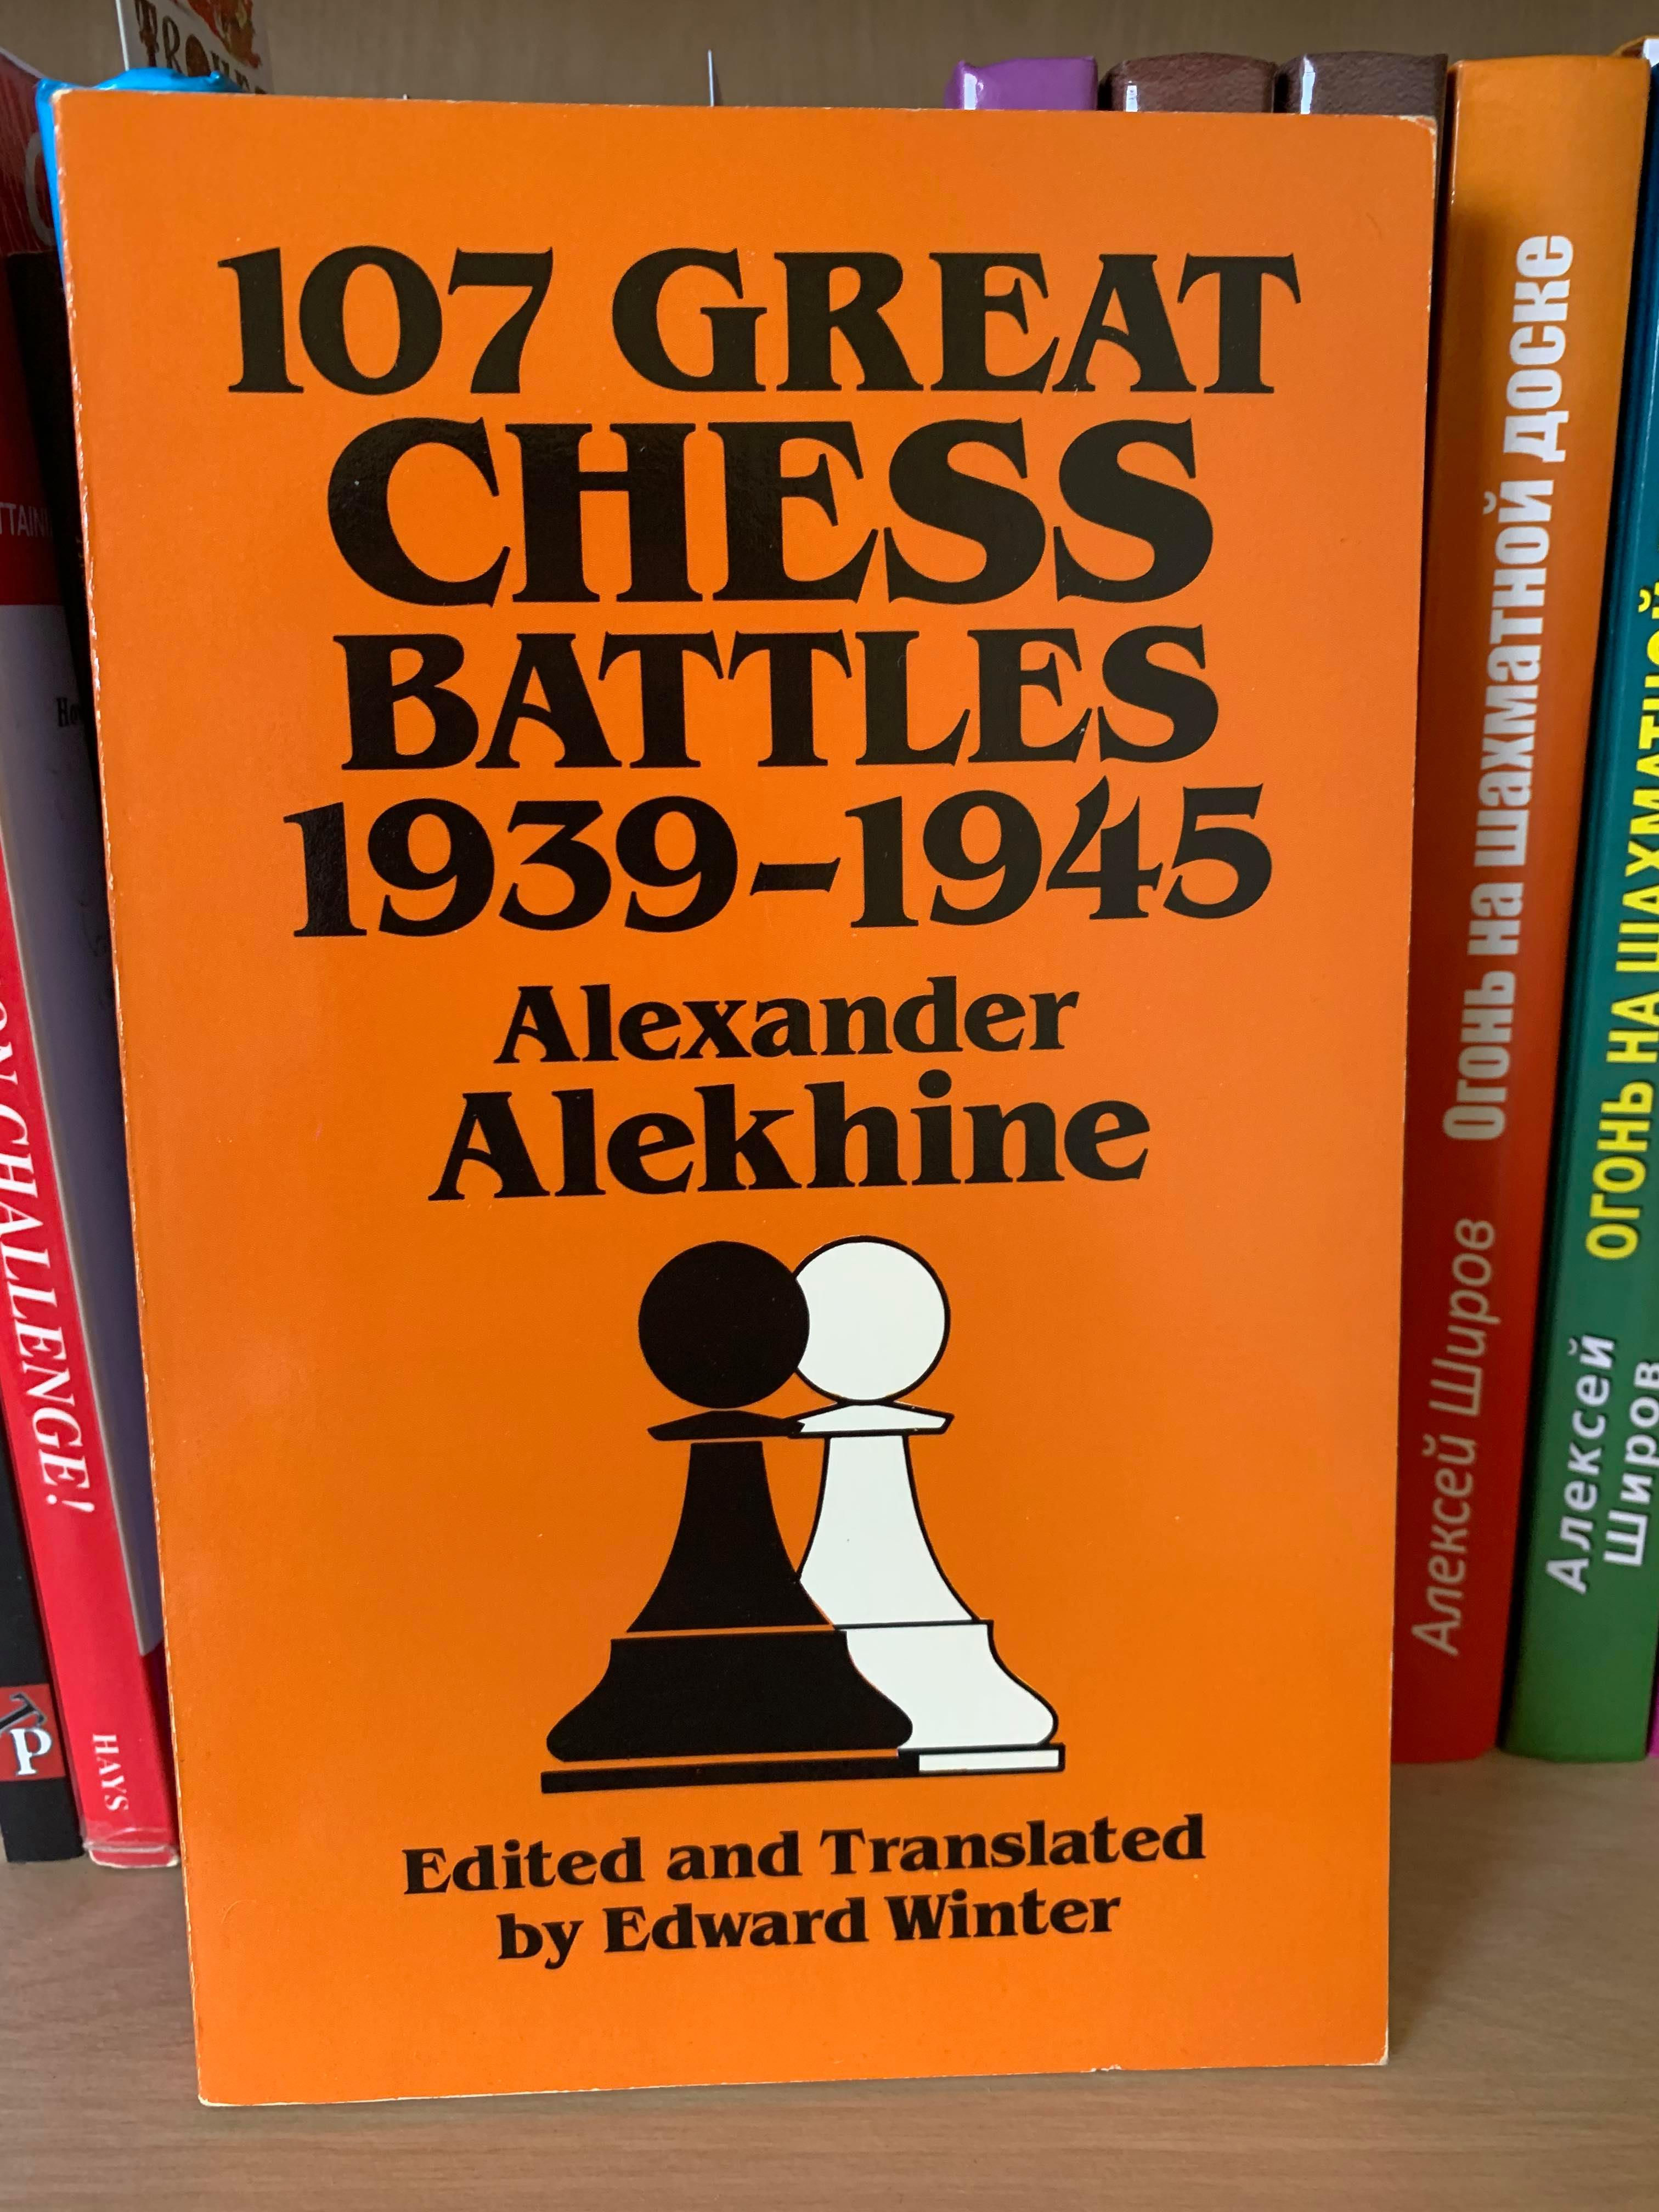 107 GREAT
CHESS
BATTLES
1939–1945
Alexander
Alekhine
Edited and Translated
by Edward Winter
CHALLENGE!
HAYS
Алексей Широв Огонь на шахматной доске
Алексей
Широв
ОГОНЬ НА ШАХМАТНОЙ